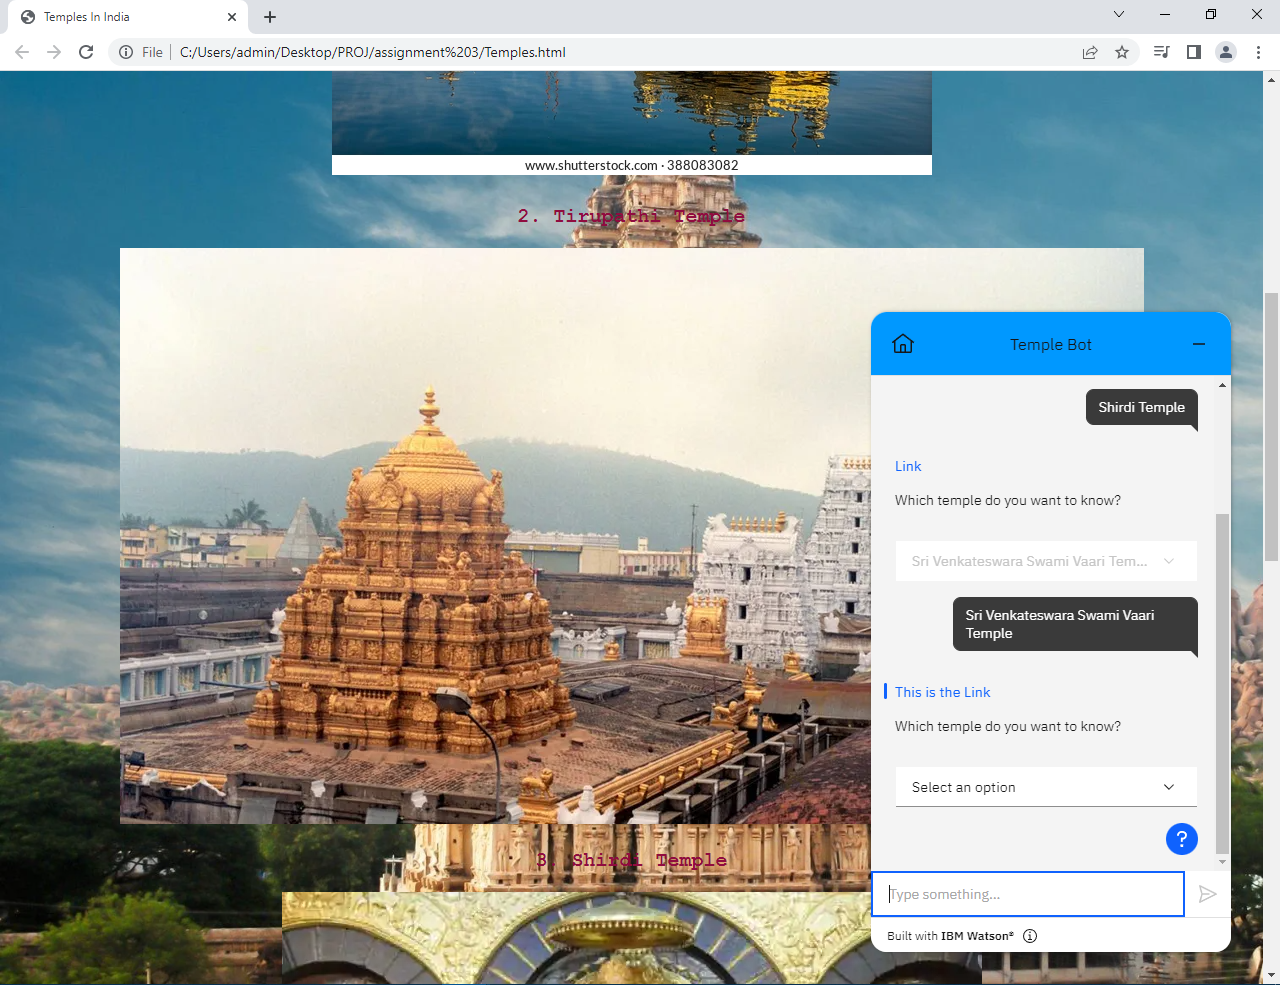 Temples In India
File
C:/Users/admin/Desktop/PROJ/assignment%203/Temples.html
www.shutterstock.com · 388083082
2. Tirupathi Temple
Temple Bot
Shirdi Temple
Link
Which temple do you want to know?
Sri Venkateswara Swami Vaari Tem...
Sri Venkateswara Swami Vaari
Temple
This is the Link
Which temple do you want to know?
Select an option
?
3. Shirdi Temple
Type something...
Built with IBM Watson®